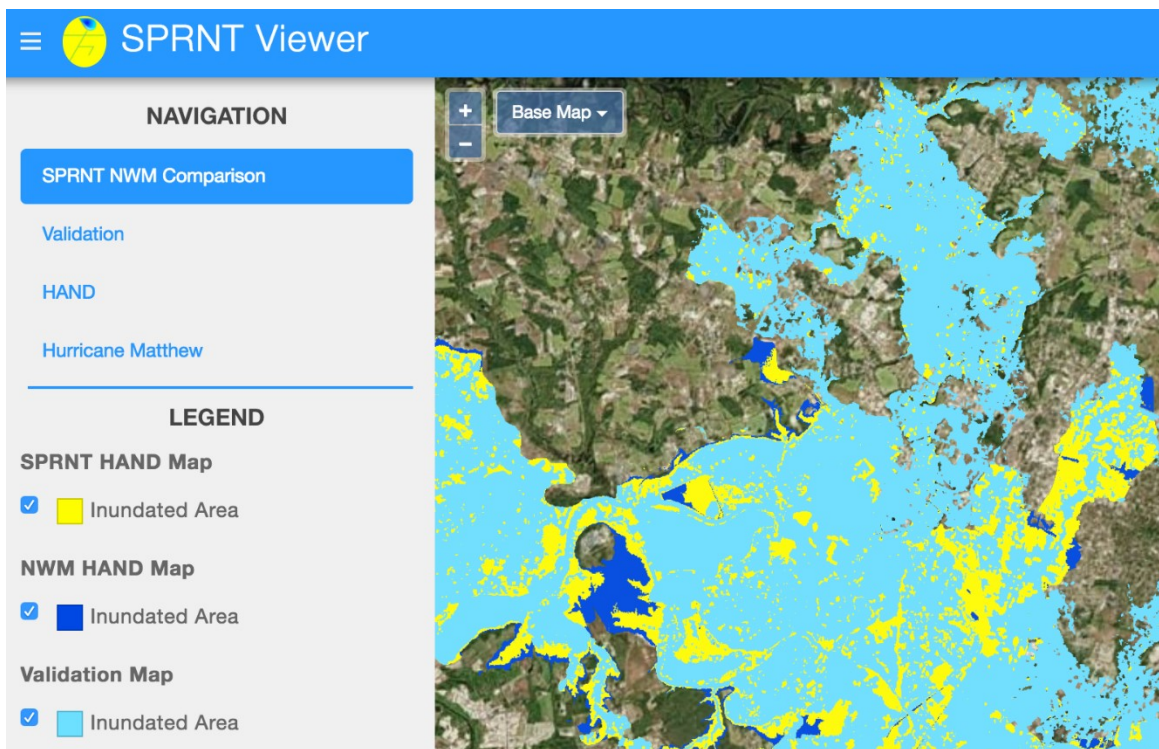 SPRNT Viewer
NAVIGATION
SPRNT NWM Comparison
Validation
HAND
Hurricane Matthew
LEGEND
SPRNT HAND Map
Inundated Area
NWM HAND Map
Inundated Area
Validation Map
Inundated Area
+
Base Map
−